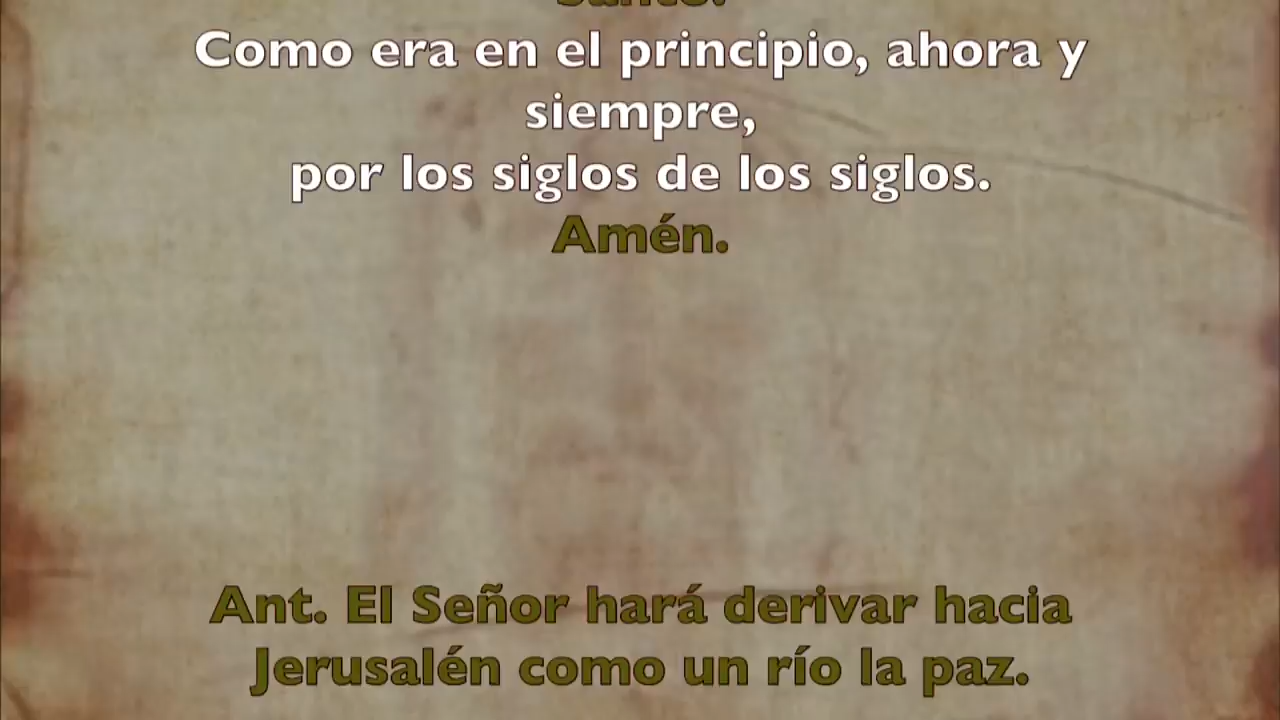 Santo.
Como era en el principio, ahora y
siempre,
por los siglos de los siglos.
Amén.
Ant. El Señor hará derivar hacia
Jerusalén como un río la paz.